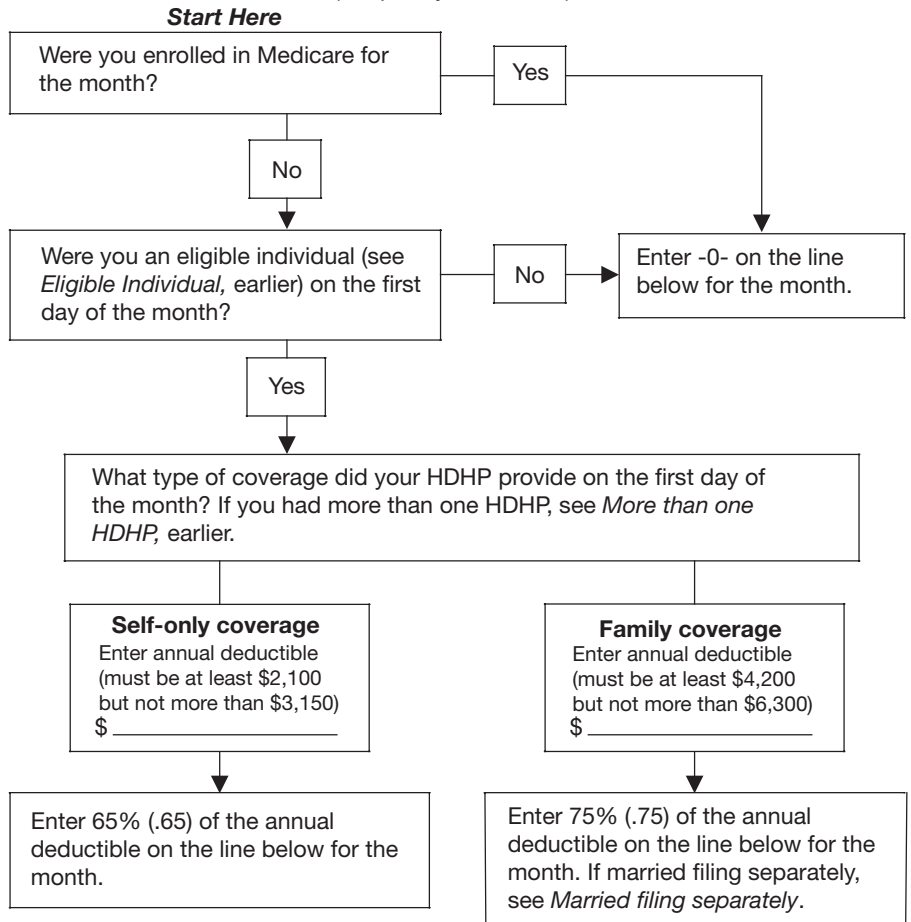 Start Here
Were you enrolled in Medicare for
the month?
Yes
No
Were you an eligible individual (see
Eligible Individual, earlier) on the first
day of the month?
No
Enter -0- on the line
below for the month.
Yes
What type of coverage did your HDHP provide on the first day of
the month? If you had more than one HDHP, see More than one
HDHP, earlier.
Self-only coverage
Enter annual deductible
(must be at least $2,100
but not more than $3,150)
$
Family coverage
Enter annual deductible
(must be at least $4,200
but not more than $6,300)
$
Enter 65% (.65) of the annual
deductible on the line below for the
month.
Enter 75% (.75) of the annual
deductible on the line below for the
month. If married filing separately,
see Married filing separately.